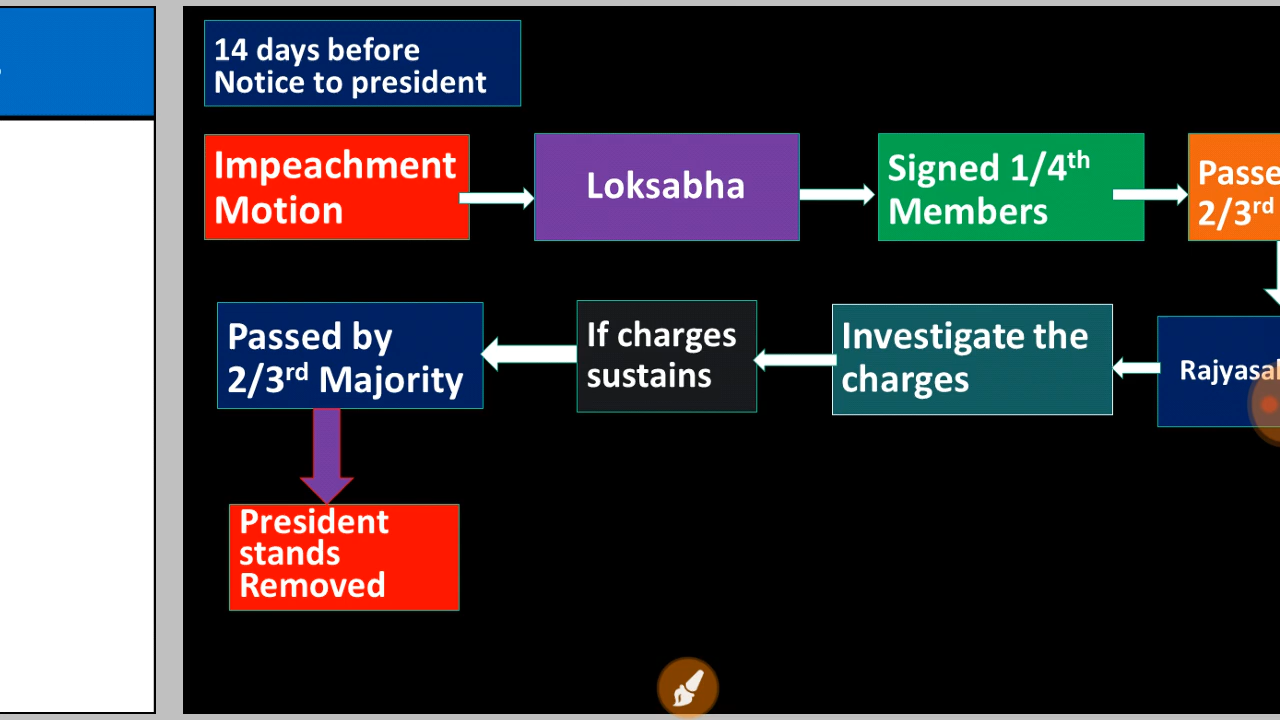 14 days before
Notice to president
Impeachment
Motion
Loksabha
Signed 1/4th
Members
2/3rd
Investigate the
charges
If charges
sustains
Passed by
2/3rd Majority
President
stands
Removed